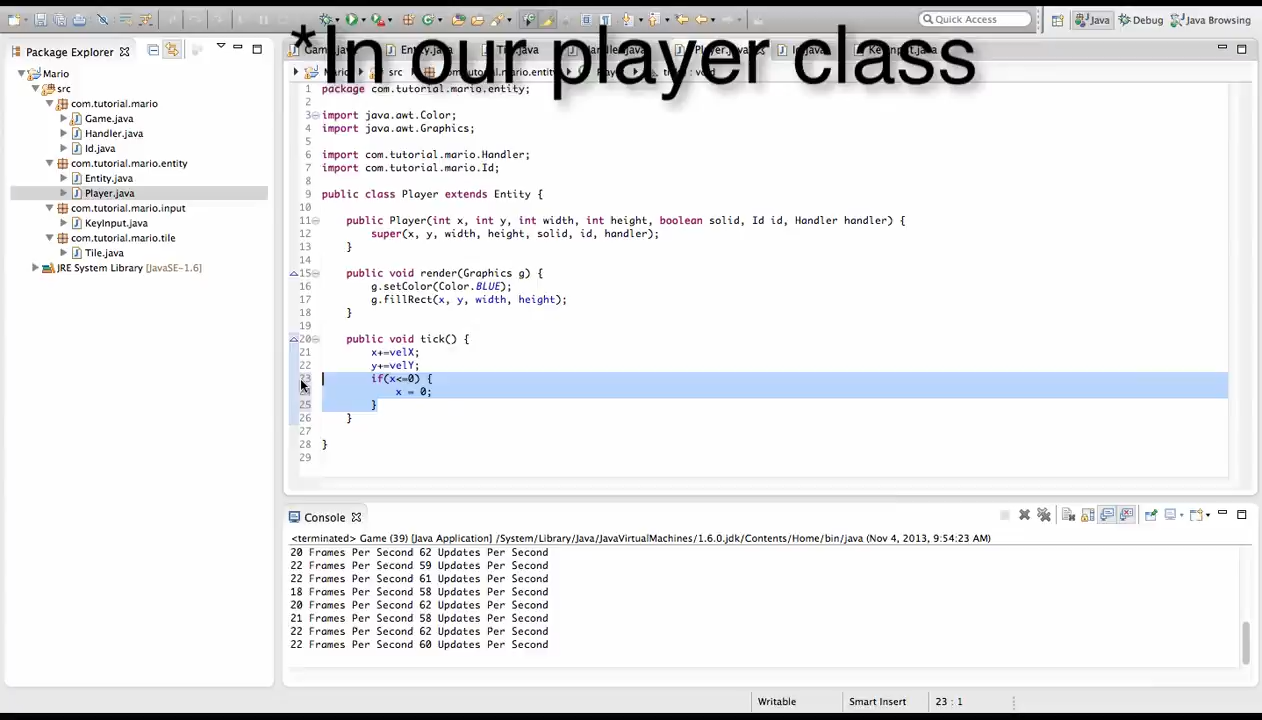 Quick Access
Java
Debug
Java Browsing
*In our player class
Package Explorer
Mario
src
com.tutorial.mario
Game.java
Handler.java
Id.java
com.tutorial.mario.entity
Entity.java
Player.java
com.tutorial.mario.input
KeyInput.java
com.tutorial.mario.tile
Tile.java
JRE System Library [JavaSE-1.6]
1 package com.tutorial.mario.entity;
2
3 import java.awt.Color;
4 import java.awt.Graphics;
5
6 import com.tutorial.mario.Handler;
7 import com.tutorial.mario.Id;
8
9 public class Player extends Entity {
10
11 public Player(int x, int y, int width, int height, boolean solid, Id id, Handler handler) {
12 super(x, y, width, height, solid, id, handler);
13 }
14
15 public void render(Graphics g) {
16 g.setColor(Color.BLUE);
17 g.fillRect(x, y, width, height);
18 }
19
20 public void tick() {
21 x+=velX;
22 y+=velY;
23 if(x<=0) {
24 x = 0;
25 }
26 }
27
28 }
29
Console
<terminated> Game (39) [Java Application] /System/Library/Java/JavaVirtualMachines/1.6.0.jdk/Contents/Home/bin/java (Nov 4, 2013, 9:54:23 AM)
20 Frames Per Second 62 Updates Per Second
22 Frames Per Second 59 Updates Per Second
22 Frames Per Second 61 Updates Per Second
18 Frames Per Second 58 Updates Per Second
20 Frames Per Second 62 Updates Per Second
21 Frames Per Second 58 Updates Per Second
22 Frames Per Second 62 Updates Per Second
22 Frames Per Second 60 Updates Per Second
Writable
Smart Insert
23 : 1